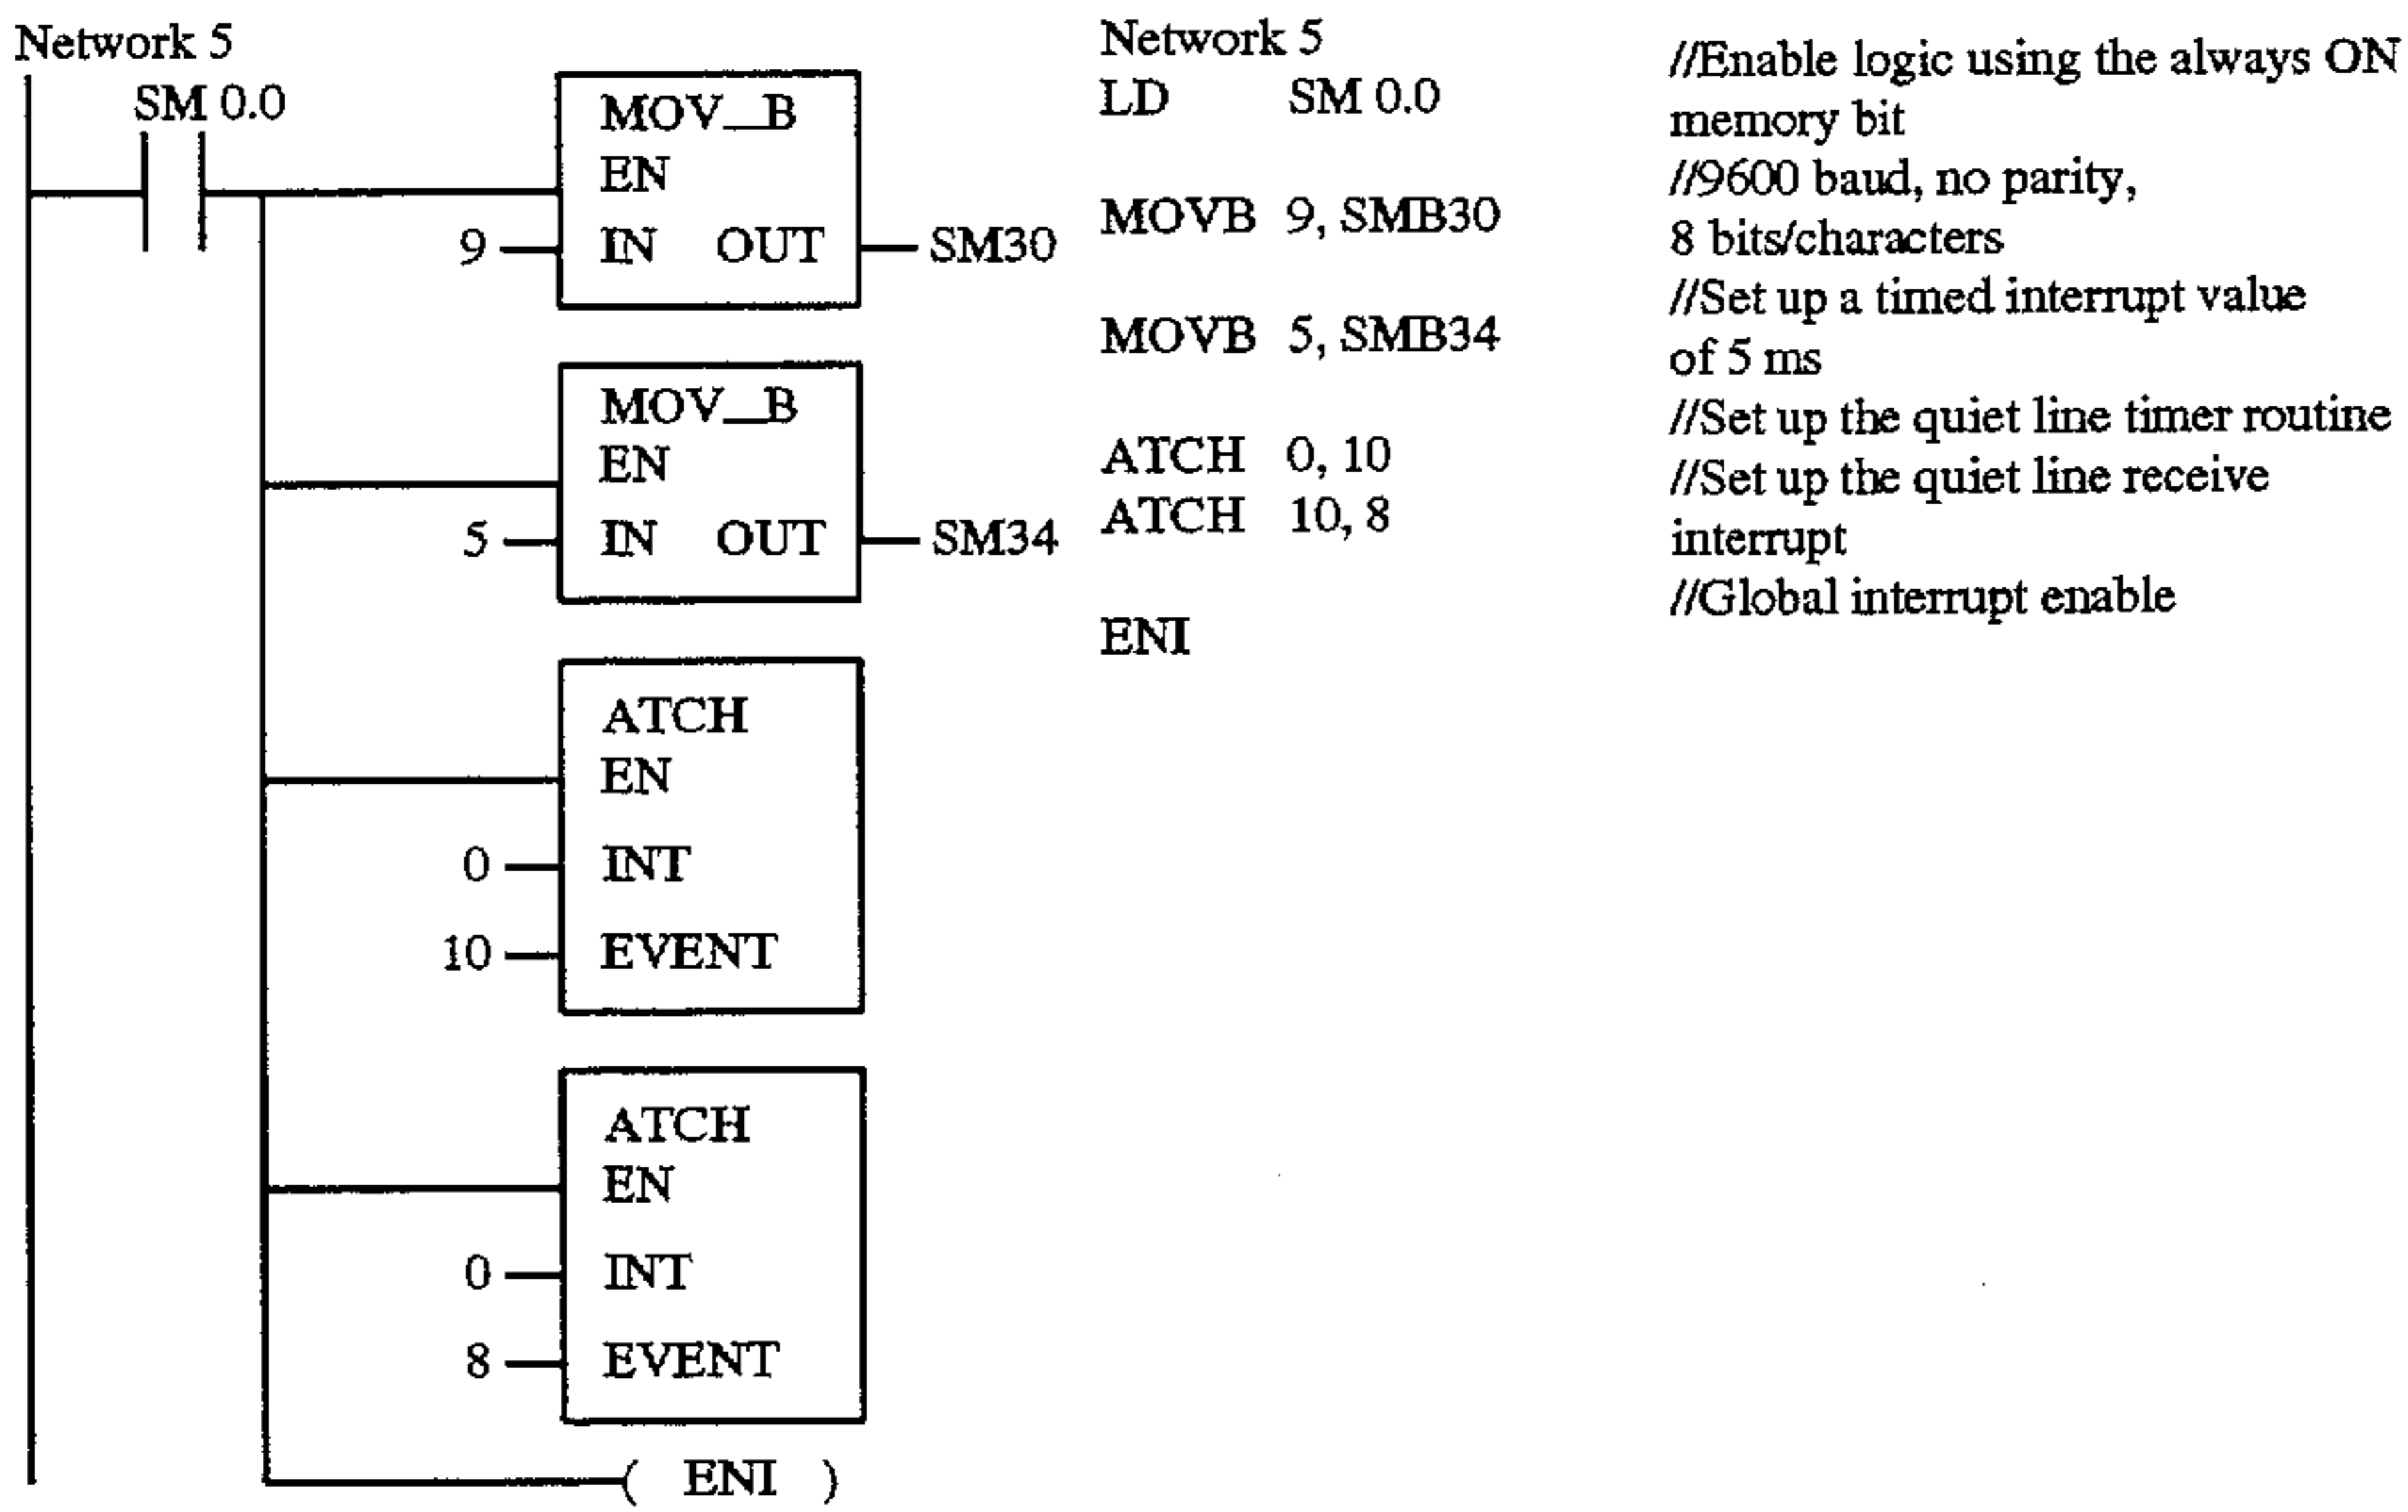 Network 5
SM 0.0
MOV_B
EN
9 IN OUT SM30
MOV_B
EN
5 IN OUT SM34
ATCH
EN
0 INT
10 EVENT
ATCH
EN
0 INT
8 EVENT
( ENI )
Network 5
LD SM 0.0
MOVB 9, SMB30
MOVB 5, SMB34
ATCH 0, 10
ATCH 10, 8
ENI
//Enable logic using the always ON
memory bit
//9600 baud, no parity,
8 bits/characters
//Set up a timed interrupt value
of 5 ms
//Set up the quiet line timer routine
//Set up the quiet line receive
interrupt
//Global interrupt enable